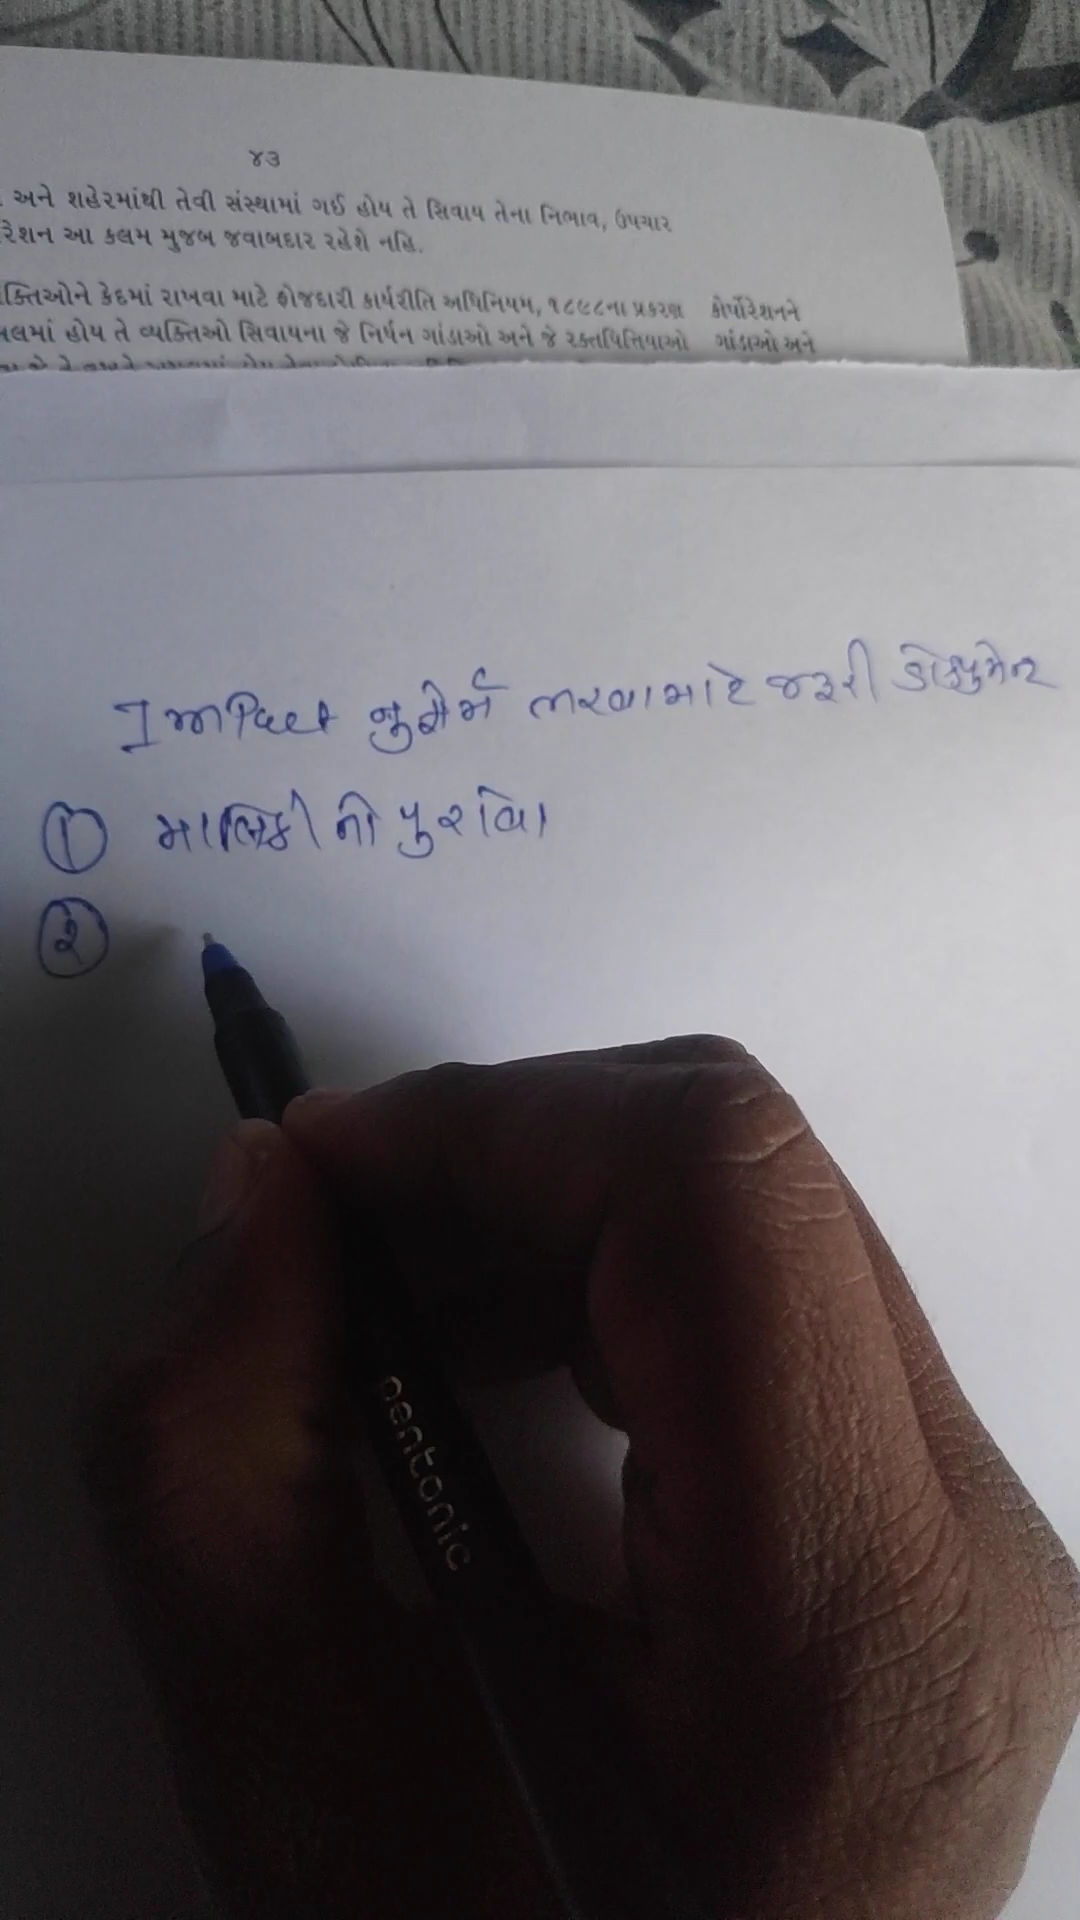 ૪૩
અને શહેરમાંથી તેવી સંસ્થામાં ગઈ હોય તે સિવાય તેના નિભાવ, ઉપચાર
રેશન આ કલમ મુજબ જવાબદાર રહેશે નહિ.
ક્તિઓને કેદમાં રાખવા માટે ફોજદારી કાર્યરીતિ અધિનિયમ, ૧૮૯૮ના પ્રકરણ કોર્પોરેશનને
લમાં હોય તે વ્યક્તિઓ સિવાયના જે નિર્ધન ગાંડાઓ અને જે રક્તપિત્તિયાઓ ગાંડાઓ અને
Impact નુ ફોર્મ ભરવા માટે જરૂરી ડોક્યુમેન્ટ
① માલિકી નો પુરાવો
②
pentonic